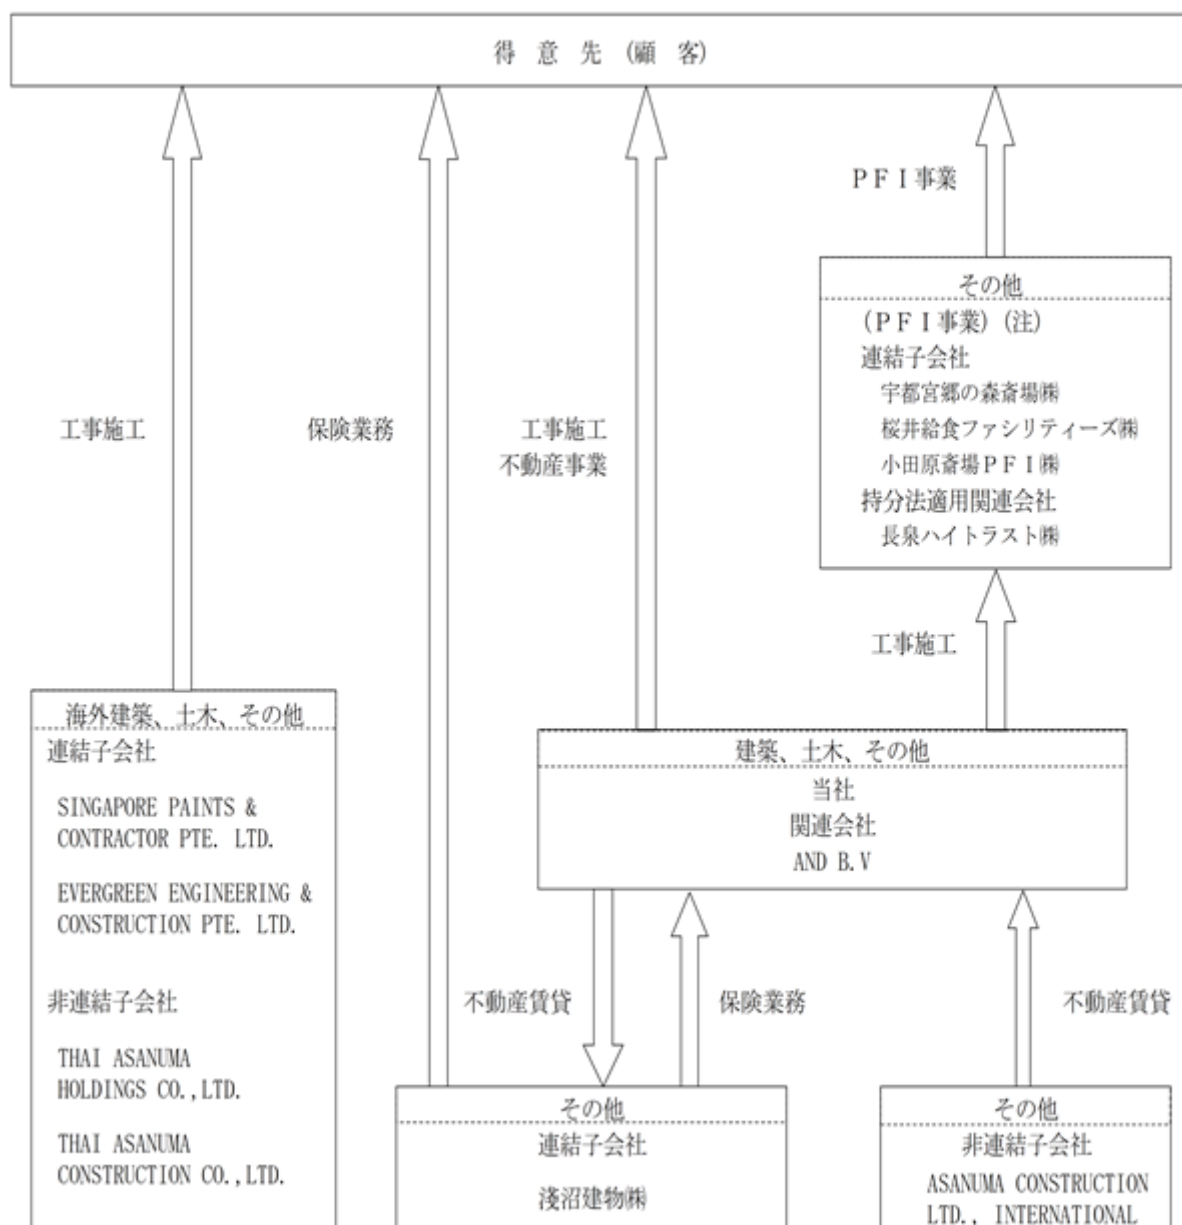 得 意 先 (顧 客)
ＰＦＩ事業
その他
(ＰＦＩ事業) (注)
連結子会社
宇都宮郷の森斎場㈱
桜井給食ファシリティーズ㈱
小田原斎場ＰＦＩ㈱
持分法適用関連会社
長泉ハイトラスト㈱
工事施工
保険業務
工事施工
不動産事業
工事施工
海外建築、土木、その他
連結子会社
SINGAPORE PAINTS &
CONTRACTOR PTE. LTD.
EVERGREEN ENGINEERING &
CONSTRUCTION PTE. LTD.
非連結子会社
THAI ASANUMA
HOLDINGS CO.,LTD.
THAI ASANUMA
CONSTRUCTION CO.,LTD.
建築、土木、その他
当社
関連会社
AND B.V
不動産賃貸
保険業務
不動産賃貸
その他
連結子会社
淺沼建物㈱
その他
非連結子会社
ASANUMA CONSTRUCTION
LTD., INTERNATIONAL